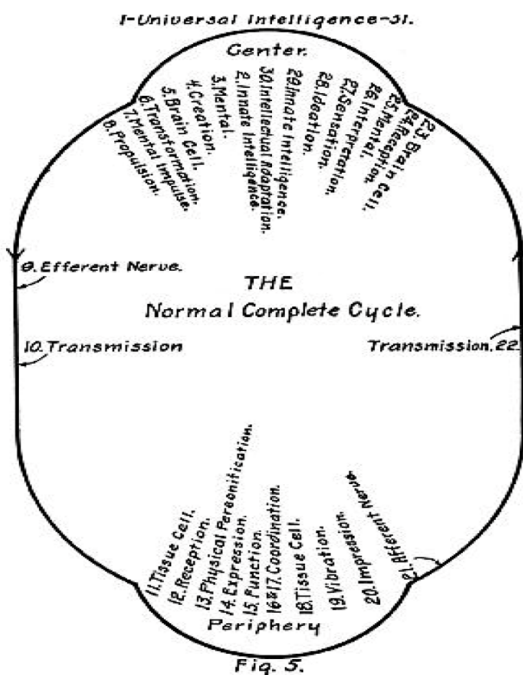 1-Universal Intelligence-31.
Center.
8. Propulsion.
7. Mental Impulse.
6. Transformation.
5. Brain Cell.
4. Creation.
3. Mental.
2. Innate Intelligence.
30. Intellectual Adaptation.
29. Innate Intelligence.
28. Ideation.
27. Sensation.
26. Interpretation.
25. Mental.
24. Reception.
23. Brain Cell.
9. Efferent Nerve.
THE
Normal Complete Cycle.
10. Transmission
Transmission. 22.
11. Tissue Cell.
12. Reception.
13. Physical Personification.
14. Expression.
15. Function.
16 & 17. Coordination.
18. Tissue Cell.
19. Vibration.
20. Impression.
21. Afferent Nerve.
Periphery
Fig. 5.